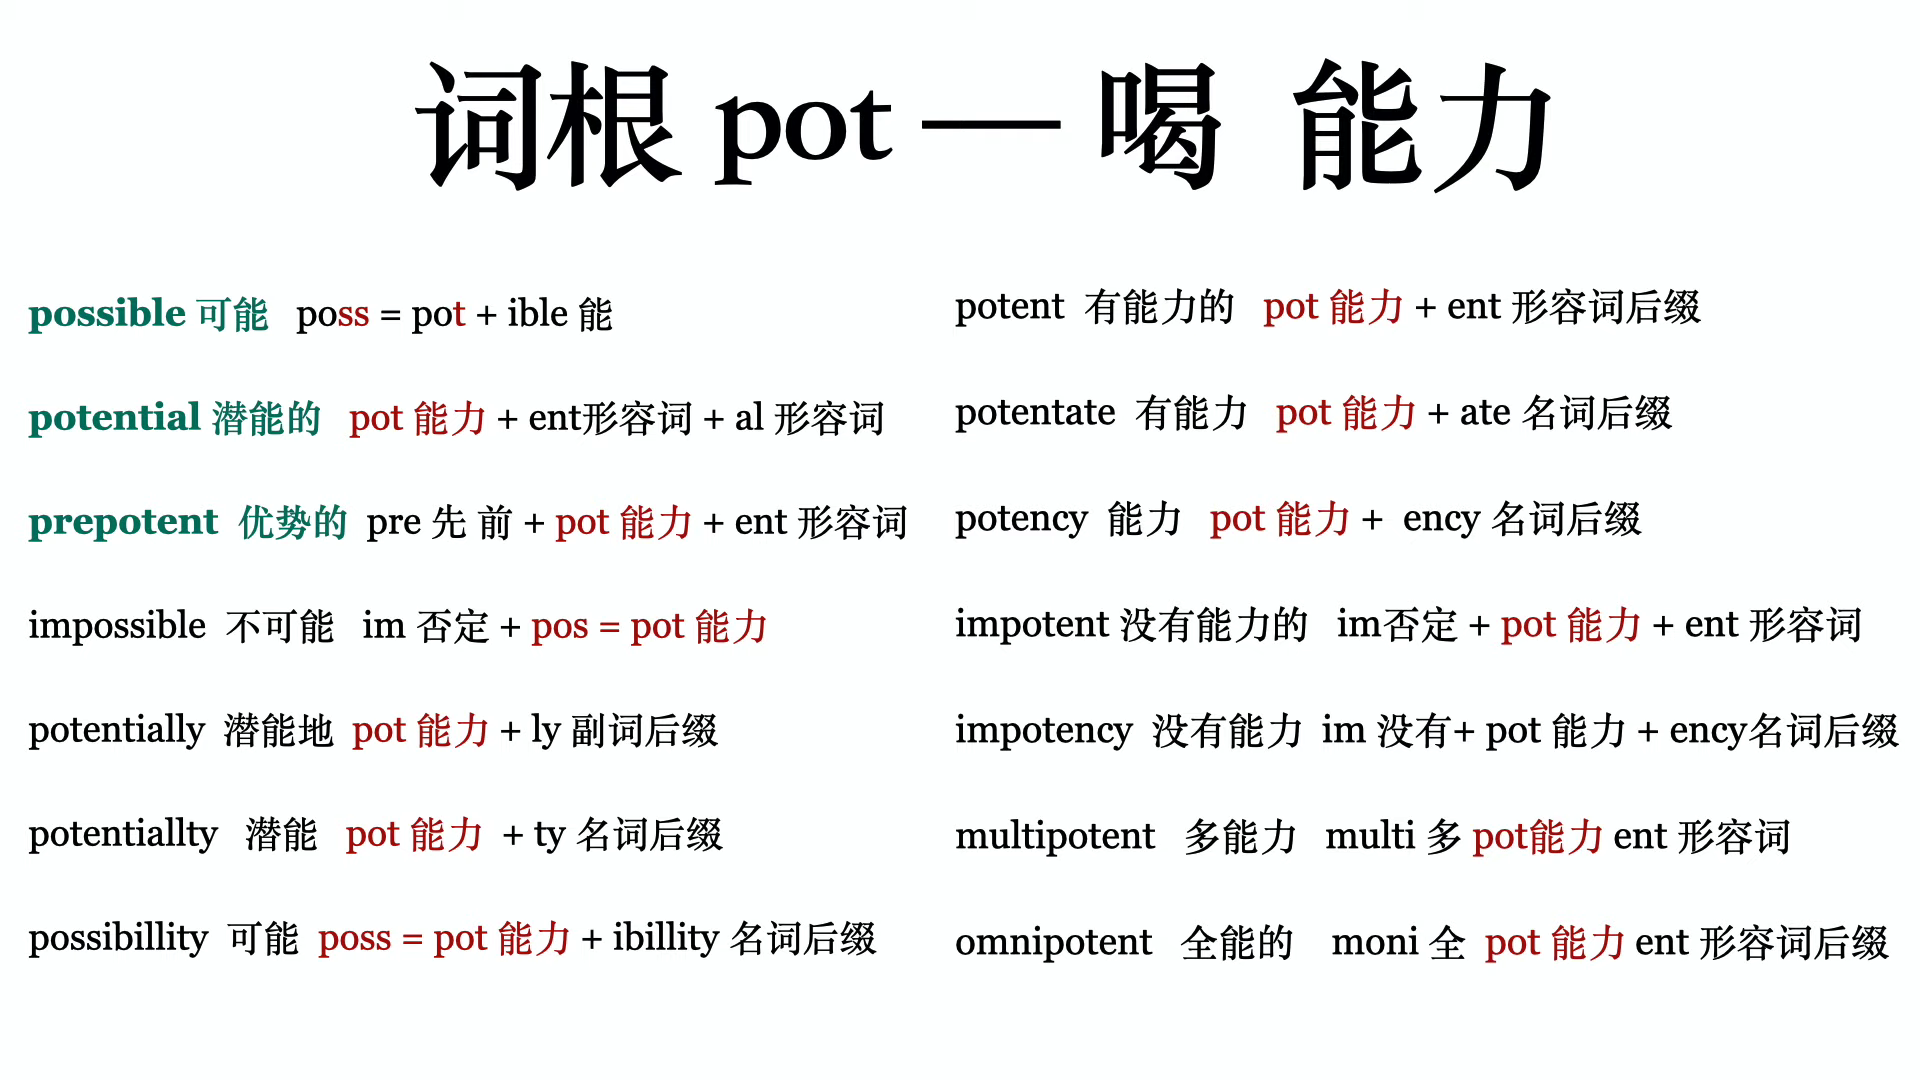 词根 pot — 喝 能力
possible 可能 poss = pot + ible 能
potential 潜能的 pot 能力 + ent形容词 + al 形容词
prepotent 优势的 pre 先 前 + pot 能力 + ent 形容词
impossible 不可能 im 否定 + pos = pot 能力
potentially 潜能地 pot 能力 + ly 副词后缀
potentiallty 潜能 pot 能力 + ty 名词后缀
possibillity 可能 poss = pot 能力 + ibillity 名词后缀
potent 有能力的 pot 能力 + ent 形容词后缀
potentate 有能力 pot 能力 + ate 名词后缀
potency 能力 pot 能力 + ency 名词后缀
impotent 没有能力的 im否定 + pot 能力 + ent 形容词
impotency 没有能力 im 没有+ pot 能力 + ency名词后缀
multipotent 多能力 multi 多 pot能力 ent 形容词
omnipotent 全能的 moni 全 pot 能力 ent 形容词后缀